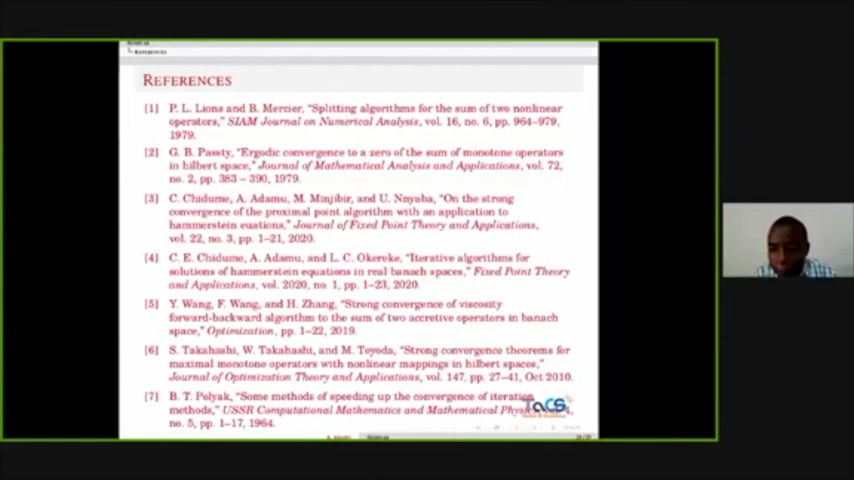 REFERENCES
REFERENCES
[1] P. L. Lions and B. Mercier, “Splitting algorithms for the sum of two nonlinear
operators,” SIAM Journal on Numerical Analysis, vol. 16, no. 6, pp. 964–979,
1979.
[2] G. B. Passty, “Ergodic convergence to a zero of the sum of monotone operators
in hilbert space,” Journal of Mathematical Analysis and Applications, vol. 72,
no. 2, pp. 383 – 390, 1979.
[3] C. Chidume, A. Adamu, M. Minjibir, and U. Nnyaba, “On the strong
convergence of the proximal point algorithm with an application to
hammerstein euations,” Journal of Fixed Point Theory and Applications,
vol. 22, no. 3, pp. 1–21, 2020.
[4] C. E. Chidume, A. Adamu, and L. C. Okereke, “Iterative algorithms for
solutions of hammerstein equations in real banach spaces,” Fixed Point Theory
and Applications, vol. 2020, no. 1, pp. 1–23, 2020.
[5] Y. Wang, F. Wang, and H. Zhang, “Strong convergence of viscosity
forward-backward algorithm to the sum of two accretive operators in banach
space,” Optimization, pp. 1–22, 2019.
[6] S. Takahashi, W. Takahashi, and M. Toyoda, “Strong convergence theorems for
maximal monotone operators with nonlinear mappings in hilbert spaces,”
Journal of Optimization Theory and Applications, vol. 147, pp. 27–41, Oct 2010.
[7] B. T. Polyak, “Some methods of speeding up the convergence of iteration
methods,” USSR Computational Mathematics and Mathematical Physics, vol. 4,
no. 5, pp. 1–17, 1964.
TaCS